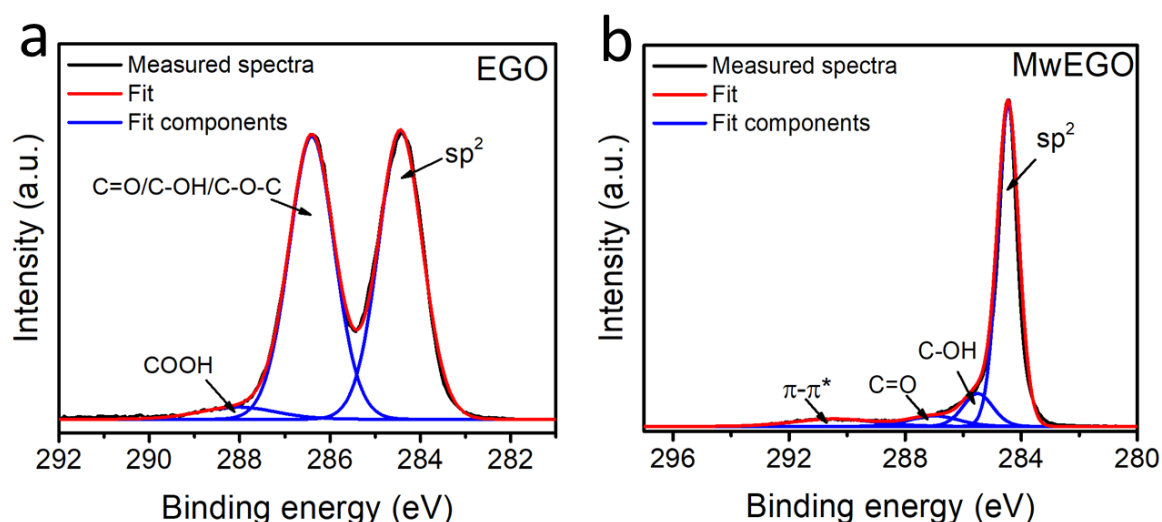 a
Measured spectra
Fit
Fit components
EGO
sp²
C=O/C-OH/C-O-C
COOH
Intensity (a.u.)
292 290 288 286 284 282
Binding energy (eV)
b
Measured spectra
Fit
Fit components
MwEGO
sp²
C-OH
C=O
π-π*
Intensity (a.u.)
296 292 288 284 280
Binding energy (eV)